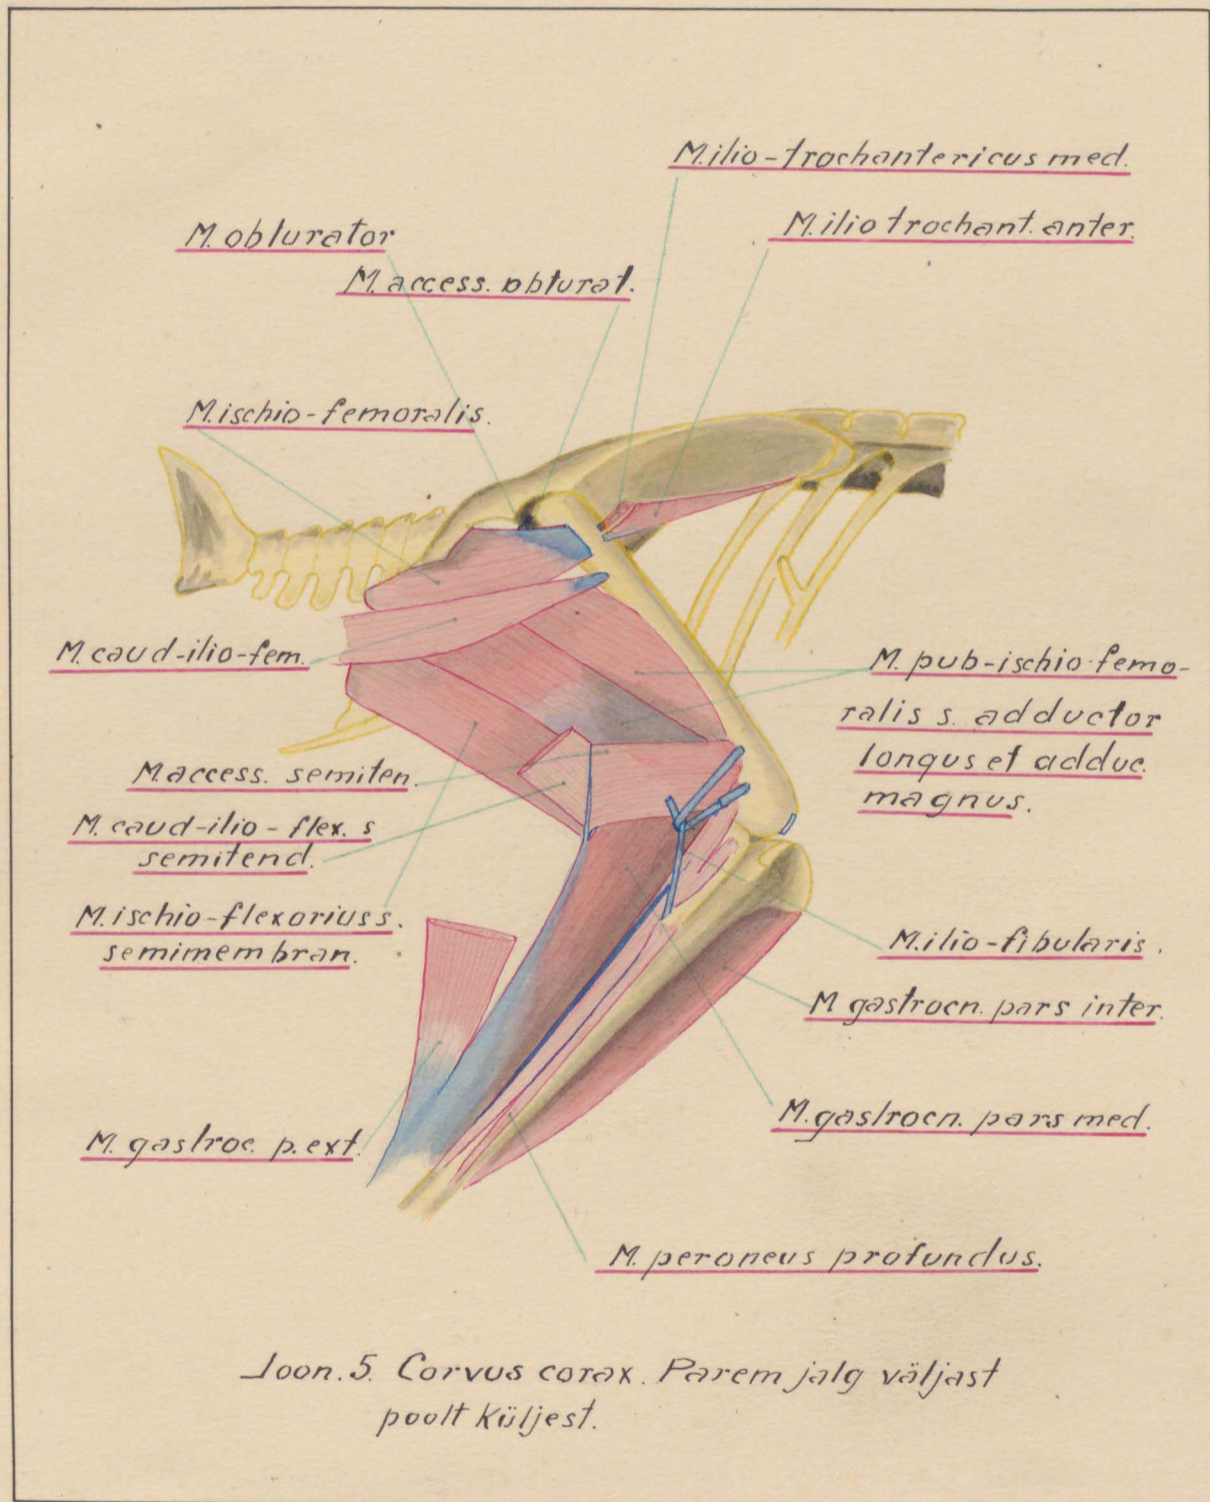 M. ilio-trochantericus med.
M. ilio trochant. anter.
M. obturator
M. access. obturat.
M. ischio-femoralis.
M. caud-ilio-fem.
M. pub-ischio-femo-
ralis s. adductor
longus et adduc.
magnus.
M. access. semiten.
M. caud-ilio-flex. s
semitend.
M. ischio-flexorius s.
semimembran.
M. ilio-fibularis.
M gastrocn. pars inter.
M. gastrocn. pars med.
M. gastroc. p. ext.
M. peroneus profundus.
Joon. 5. Corvus corax. Parem jalg väljast
poolt küljest.